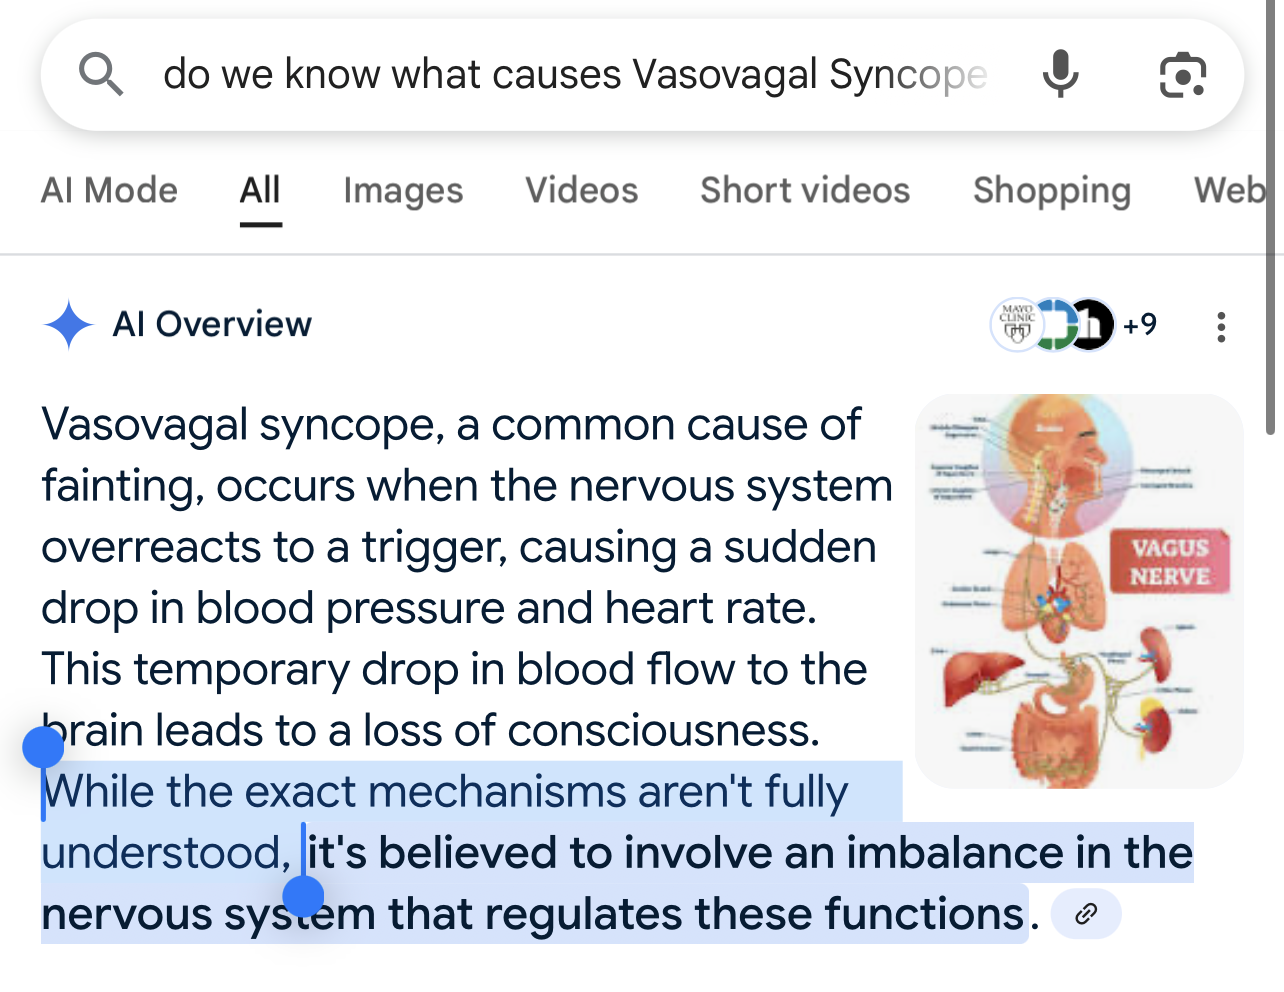 do we know what causes Vasovagal Syncope
AI Mode All Images Videos Short videos Shopping Web
AI Overview
MAYO
CLINIC
h
+9
Vasovagal syncope, a common cause of
fainting, occurs when the nervous system
overreacts to a trigger, causing a sudden
drop in blood pressure and heart rate.
This temporary drop in blood flow to the
brain leads to a loss of consciousness.
While the exact mechanisms aren't fully
understood, it's believed to involve an imbalance in the
nervous system that regulates these functions.
VAGUS
NERVE